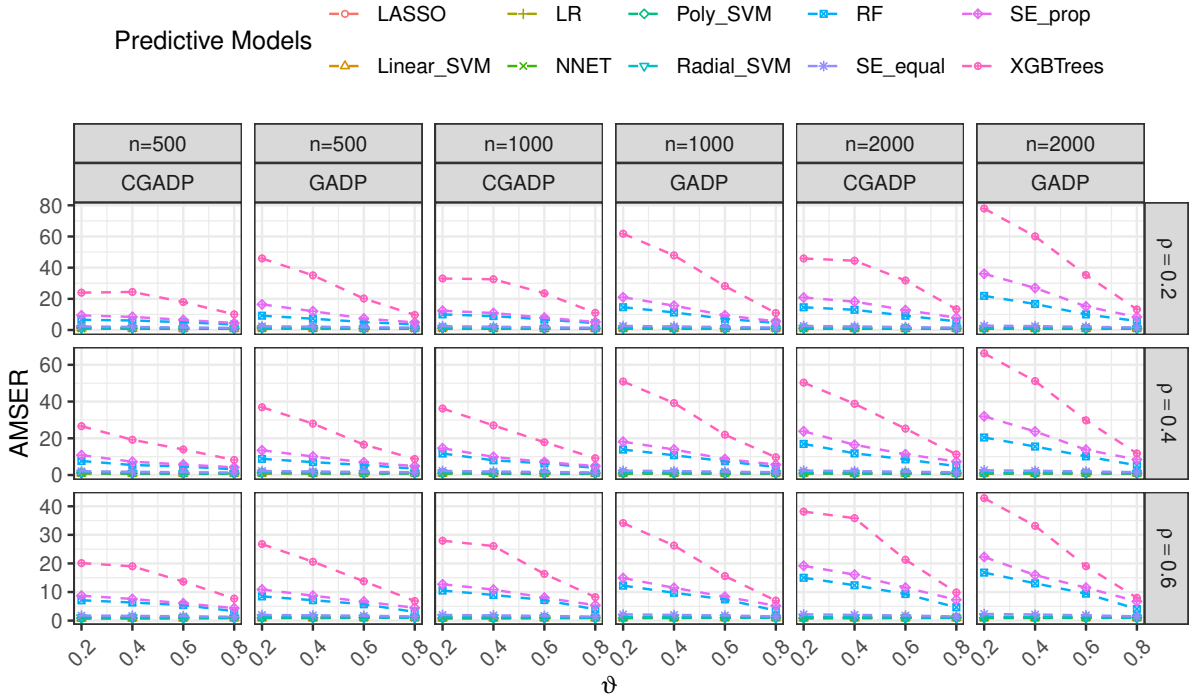 LASSO LR Poly_SVM RF SE_prop
Predictive Models
Linear_SVM NNET Radial_SVM SE_equal XGBTrees
n=500 n=500 n=1000 n=1000 n=2000 n=2000
CGADP GADP CGADP GADP CGADP GADP
80
60
40
20
0
ρ = 0.2
60
40
20
0
ρ = 0.4
AMSER
40
30
20
10
0
ρ = 0.6
0.2 0.4 0.6 0.8 0.2 0.4 0.6 0.8 0.2 0.4 0.6 0.8 0.2 0.4 0.6 0.8 0.2 0.4 0.6 0.8 0.2 0.4 0.6 0.8
ϑ